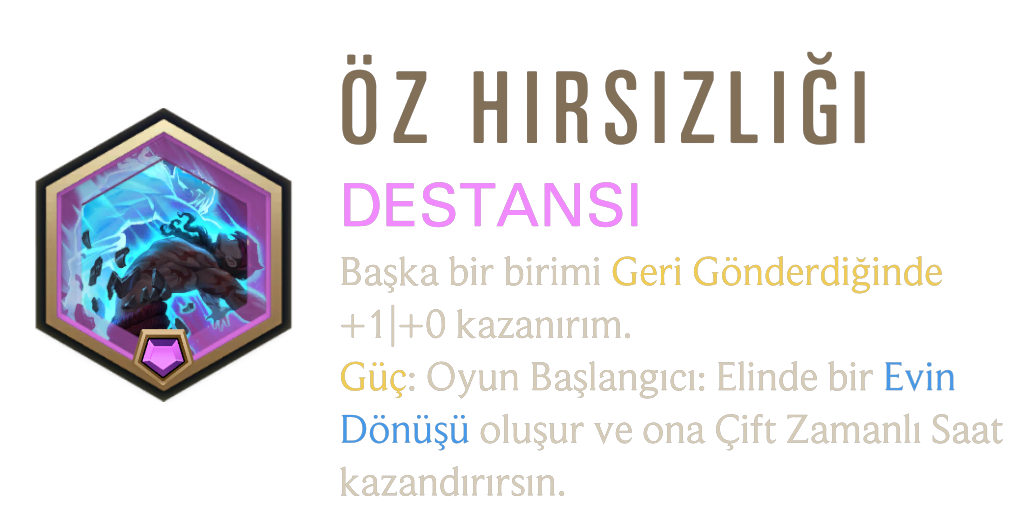 ÖZ HIRSIZLIĞI
DESTANSI
Başka bir birimi Geri Gönderdiğinde
+1|+0 kazanırım.
Güç: Oyun Başlangıcı: Elinde bir Evin
Dönüşü oluşur ve ona Çift Zamanlı Saat
kazandırırsın.